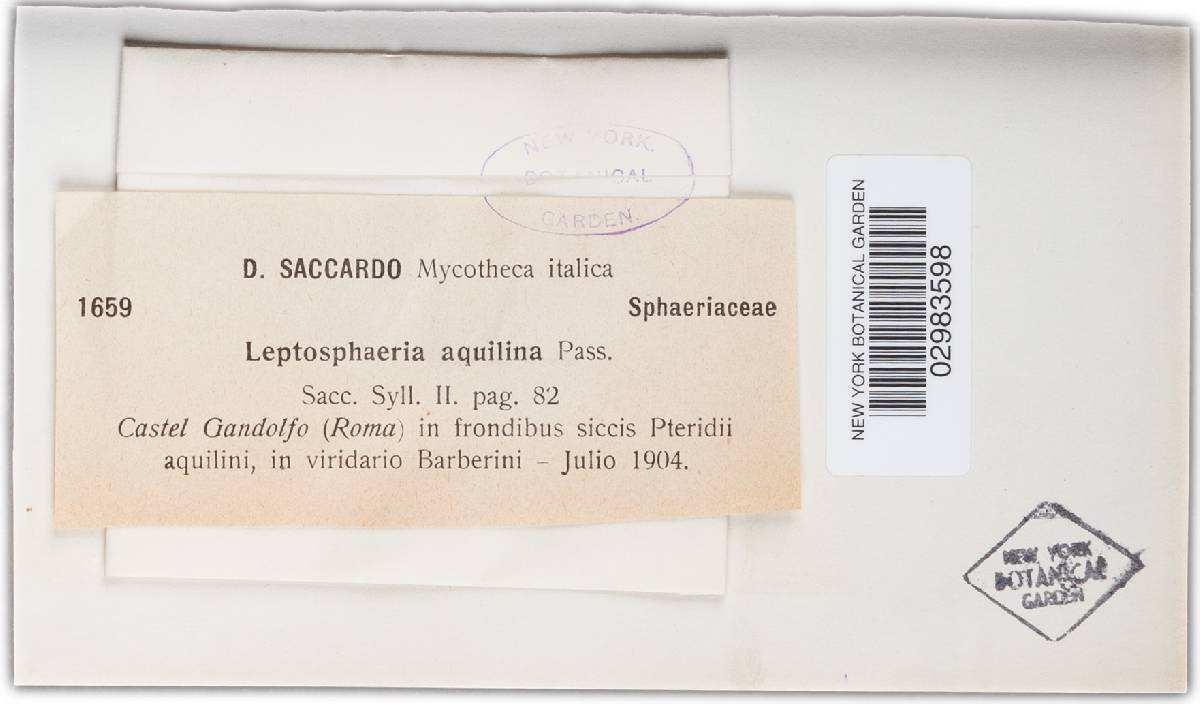 NEW YORK.
BOTANICAL
GARDEN.
D. SACCARDO Mycotheca italica
1659 Sphaeriaceae
Leptosphaeria aquilina Pass.
Sacc. Syll. II. pag. 82
Castel Gandolfo (Roma) in frondibus siccis Pteridii
aquilini, in viridario Barberini – Julio 1904.
NEW YORK BOTANICAL GARDEN
02983598
NEW YORK
BOTANICAL
GARDEN